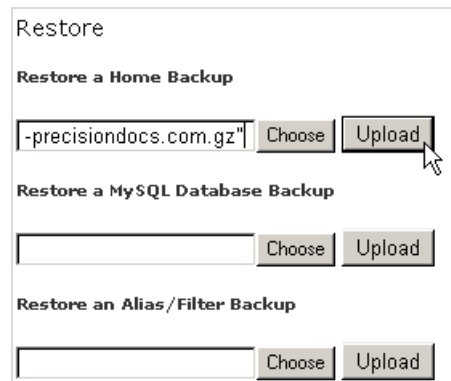 Restore
Restore a Home Backup
-precisiondocs.com.gz" Choose Upload
Restore a MySQL Database Backup
Choose Upload
Restore an Alias/Filter Backup
Choose Upload